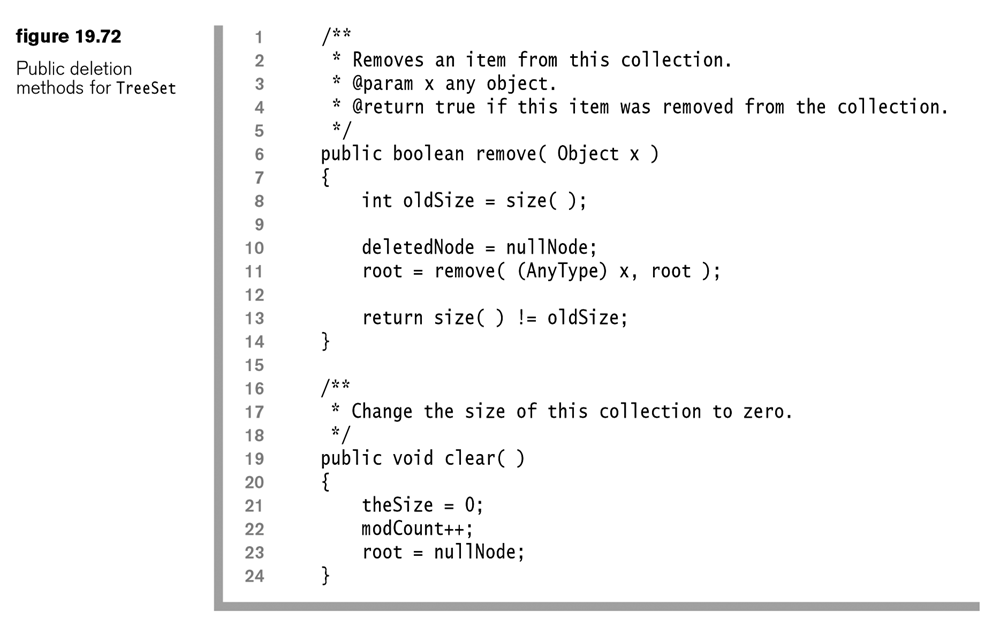 figure 19.72
Public deletion
methods for TreeSet
1 /**
2 * Removes an item from this collection.
3 * @param x any object.
4 * @return true if this item was removed from the collection.
5 */
6 public boolean remove( Object x )
7 {
8 int oldSize = size( );
9
10 deletedNode = nullNode;
11 root = remove( (AnyType) x, root );
12
13 return size( ) != oldSize;
14 }
15
16 /**
17 * Change the size of this collection to zero.
18 */
19 public void clear( )
20 {
21 theSize = 0;
22 modCount++;
23 root = nullNode;
24 }